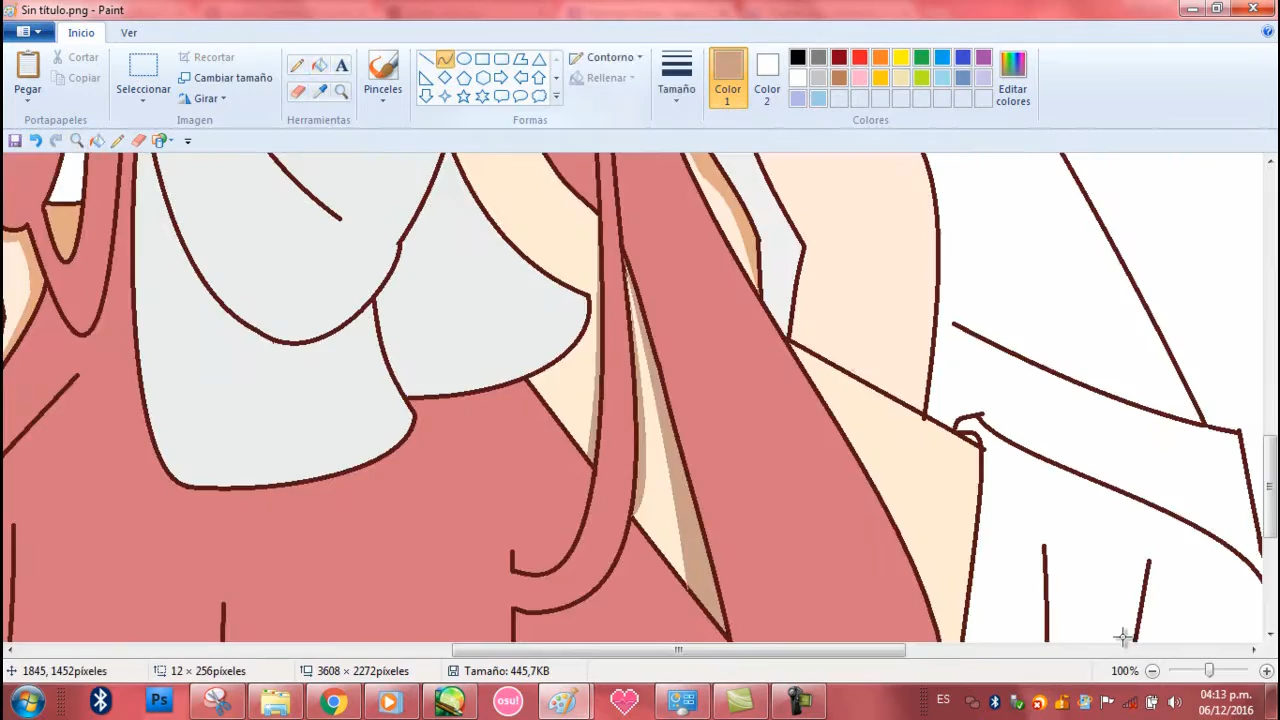 Sin título.png - Paint
Inicio
Ver
Pegar
Cortar
Copiar
Portapapeles
Seleccionar
Recortar
Cambiar tamaño
Girar
Imagen
A
Herramientas
Pinceles
Contorno
Rellenar
Formas
Tamaño
Color
1
Color
2
Editar
colores
Colores
1845, 1452píxeles
12 × 256píxeles
3608 × 2272píxeles
Tamaño: 445,7KB
100%
Ps
osu!
ES
04:13 p.m.
06/12/2016